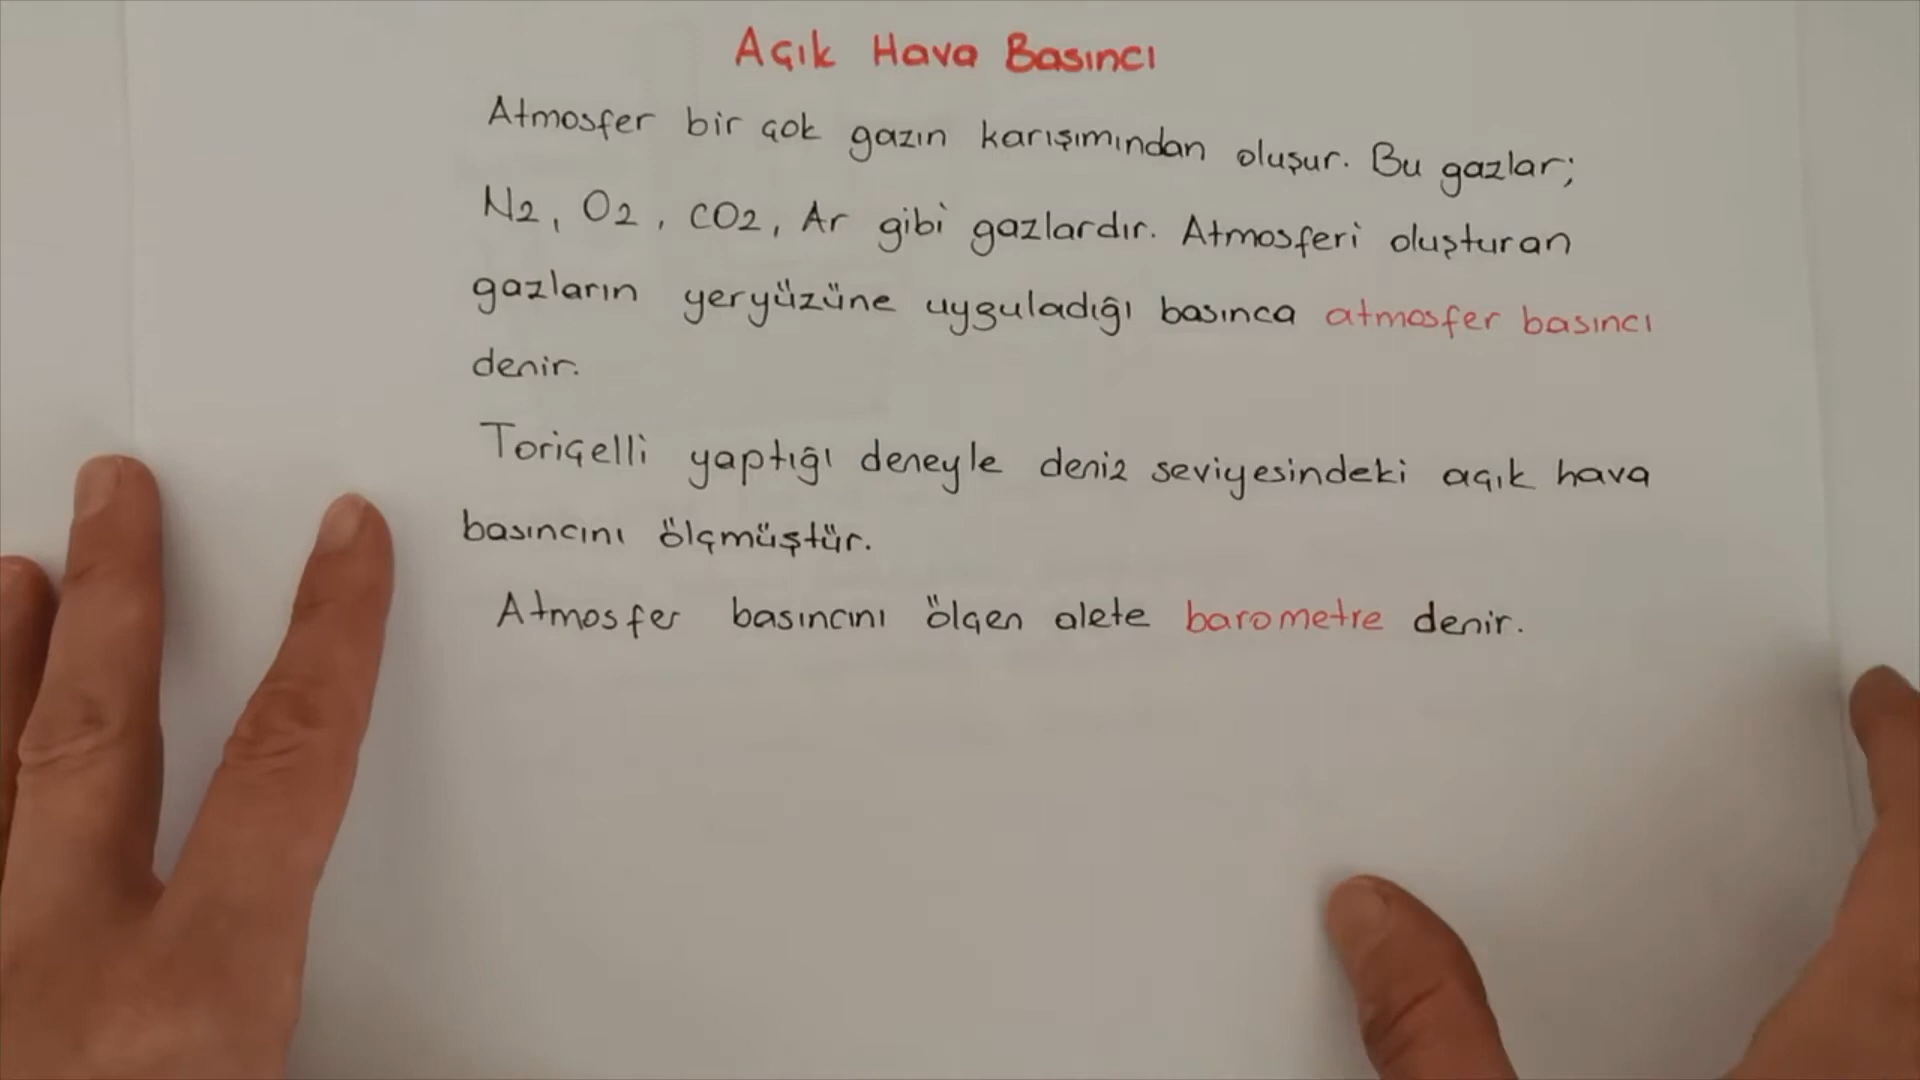 Açık Hava Basıncı
Atmosfer bir çok gazın karışımından oluşur. Bu gazlar;
N2, O2, CO2, Ar gibi gazlardır. Atmosferi oluşturan
gazların yeryüzüne uyguladığı basınca atmosfer basıncı
denir.
Toriçelli yaptığı deneyle deniz seviyesindeki açık hava
basıncını ölçmüştür.
Atmosfer basıncını ölçen alete barometre denir.